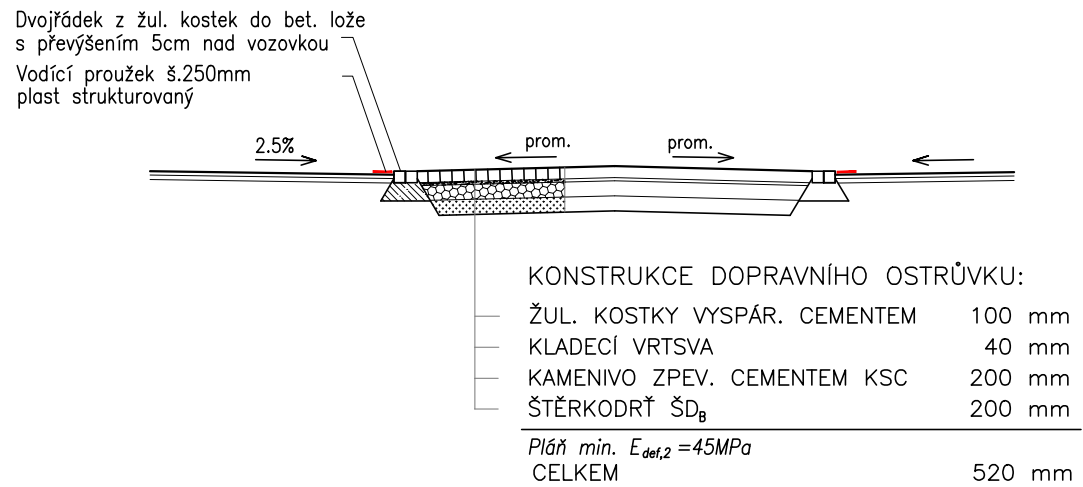 Dvojřádek z žul. kostek do bet. lože
s převýšením 5cm nad vozovkou
Vodící proužek š.250mm
plast strukturovaný
2.5%
prom.
prom.
KONSTRUKCE DOPRAVNÍHO OSTRŮVKU:
ŽUL. KOSTKY VYSPÁR. CEMENTEM 100 mm
KLADECÍ VRTSVA 40 mm
KAMENIVO ZPEV. CEMENTEM KSC 200 mm
ŠTĚRKODRŤ ŠDB 200 mm
Pláň min. Edef,2 =45MPa
CELKEM 520 mm